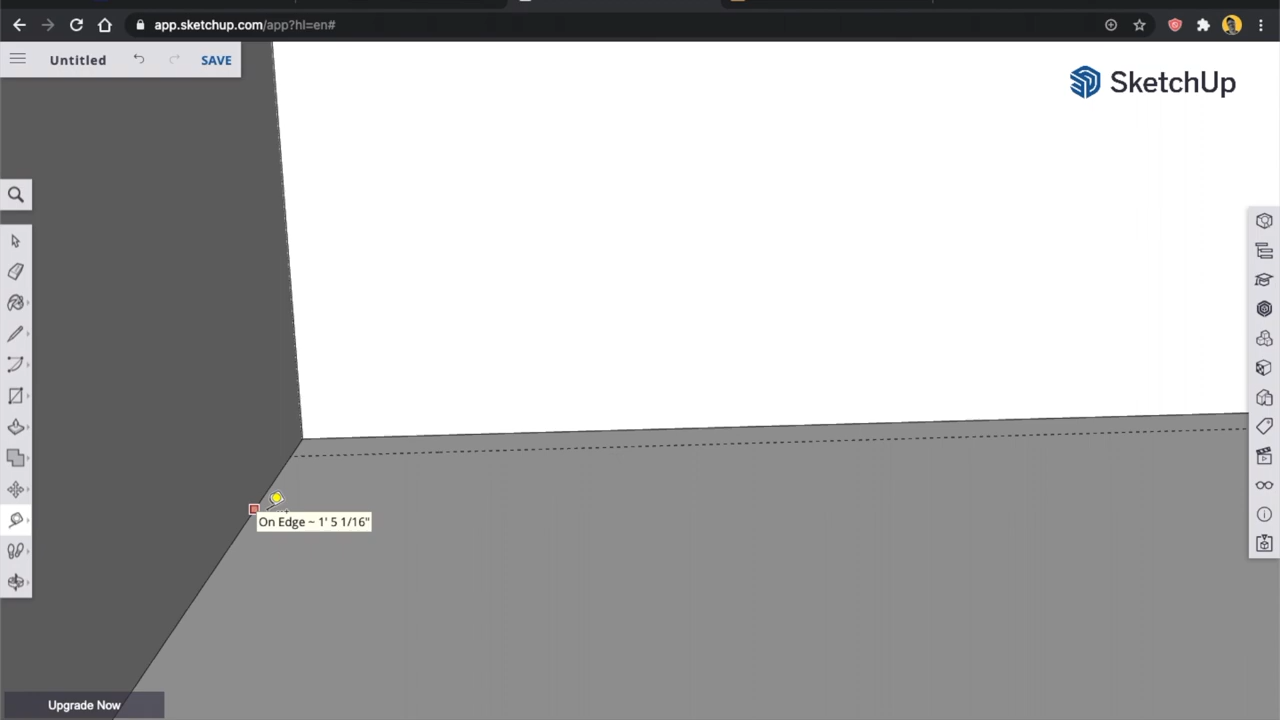 app.sketchup.com/app?hl=en#
Untitled
SAVE
SketchUp
On Edge ~ 1' 5 1/16"
Upgrade Now